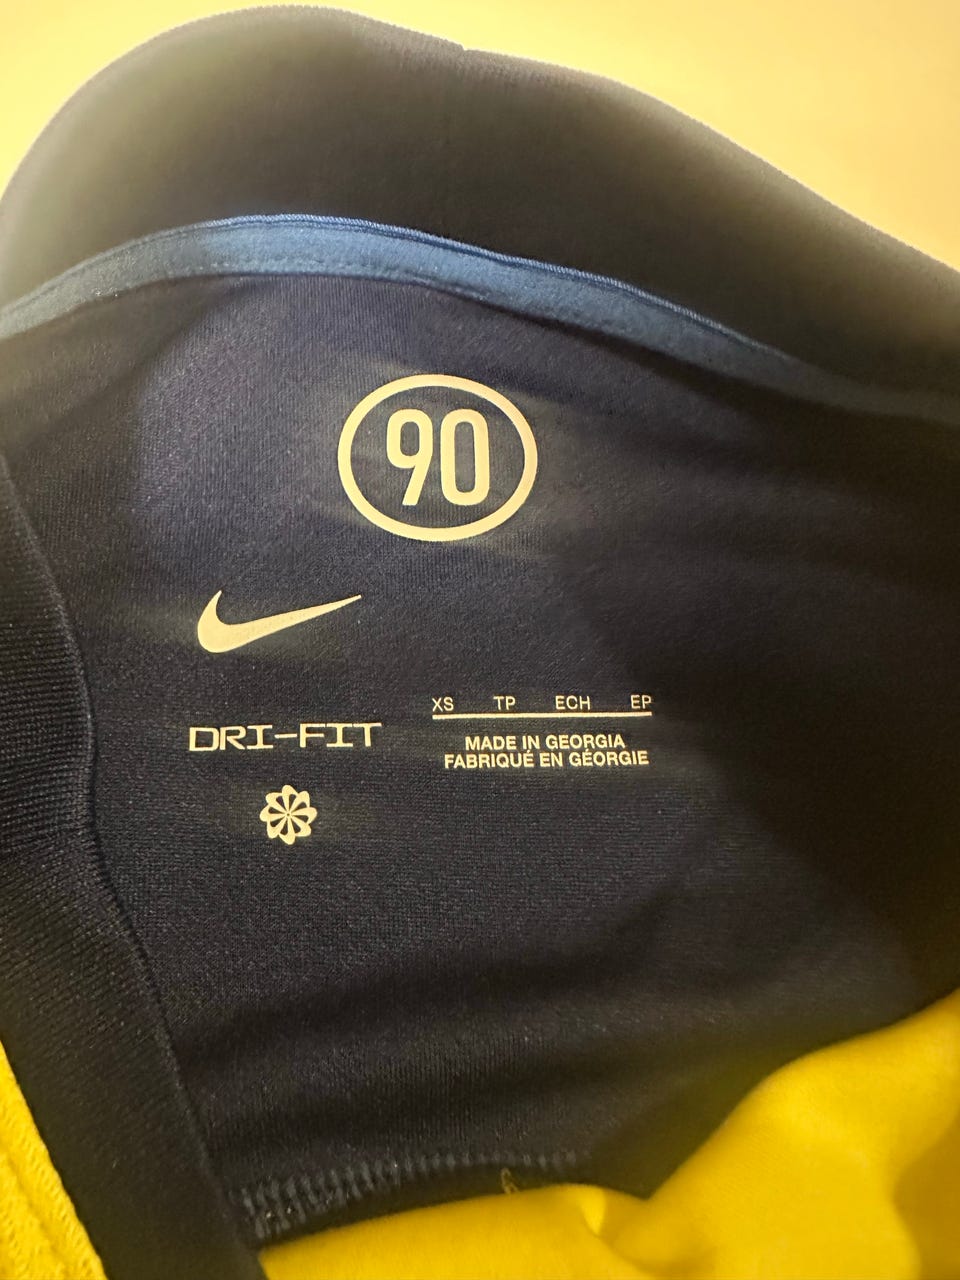 90
DRI-FIT
XS TP ECH EP
MADE IN GEORGIA
FABRIQUÉ EN GÉORGIE